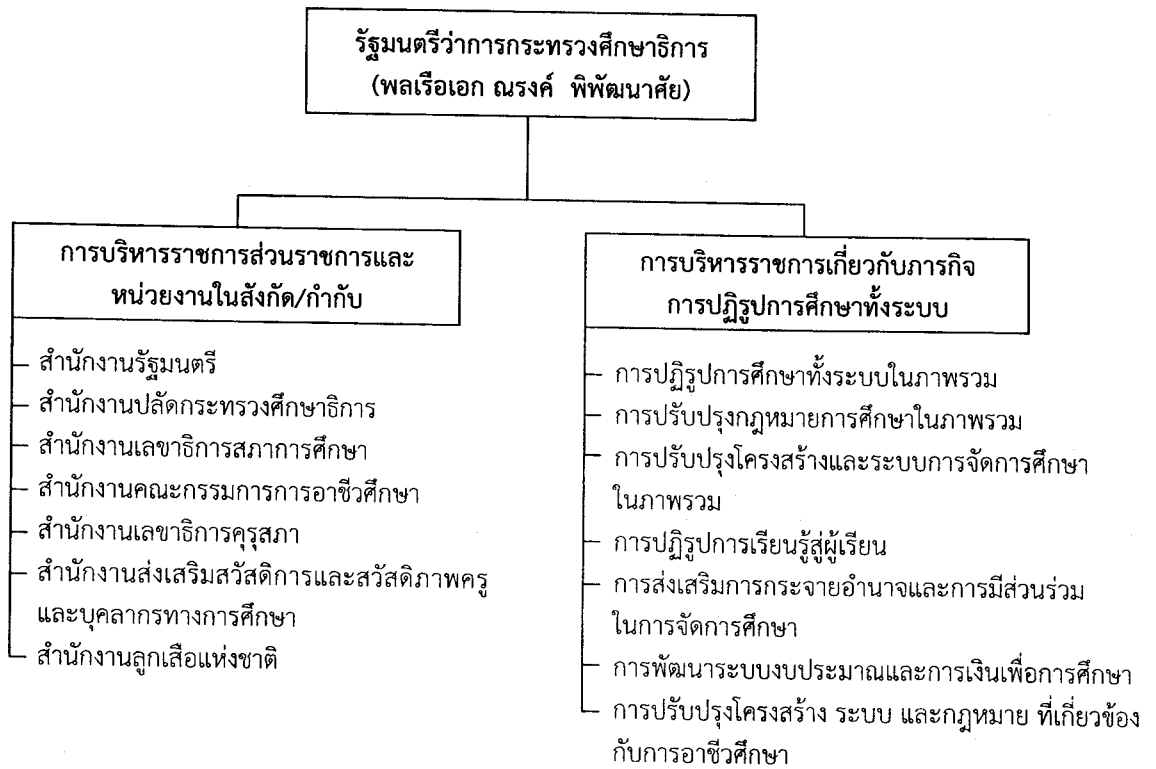 รัฐมนตรีว่าการกระทรวงศึกษาธิการ
(พลเรือเอก ณรงค์ พิพัฒนาศัย)
การบริหารราชการส่วนราชการและ
หน่วยงานในสังกัด/กำกับ
สำนักงานรัฐมนตรี
สำนักงานปลัดกระทรวงศึกษาธิการ
สำนักงานเลขาธิการสภาการศึกษา
สำนักงานคณะกรรมการการอาชีวศึกษา
สำนักงานเลขาธิการคุรุสภา
สำนักงานส่งเสริมสวัสดิการและสวัสดิภาพครู
และบุคลากรทางการศึกษา
สำนักงานลูกเสือแห่งชาติ
การบริหารราชการเกี่ยวกับภารกิจ
การปฏิรูปการศึกษาทั้งระบบ
การปฏิรูปการศึกษาทั้งระบบในภาพรวม
การปรับปรุงกฎหมายการศึกษาในภาพรวม
การปรับปรุงโครงสร้างและระบบการจัดการศึกษา
ในภาพรวม
การปฏิรูปการเรียนรู้สู่ผู้เรียน
การส่งเสริมการกระจายอำนาจและการมีส่วนร่วม
ในการจัดการศึกษา
การพัฒนาระบบงบประมาณและการเงินเพื่อการศึกษา
การปรับปรุงโครงสร้าง ระบบ และกฎหมาย ที่เกี่ยวข้อง
กับการอาชีวศึกษา